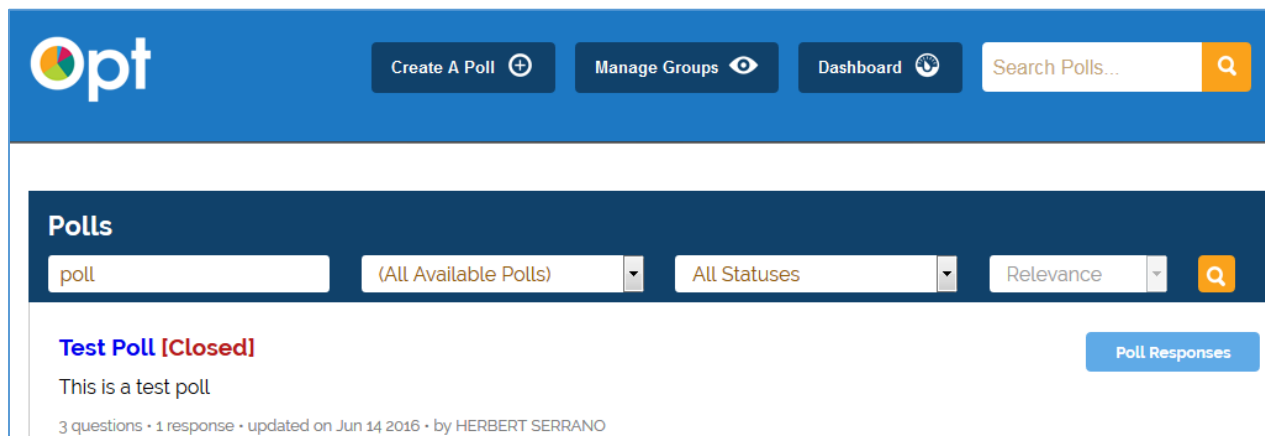 Opt
Create A Poll
Manage Groups
Dashboard
Search Polls...
Polls
poll
(All Available Polls)
All Statuses
Relevance
Test Poll [Closed]
Poll Responses
This is a test poll
3 questions • 1 response • updated on Jun 14 2016 • by HERBERT SERRANO